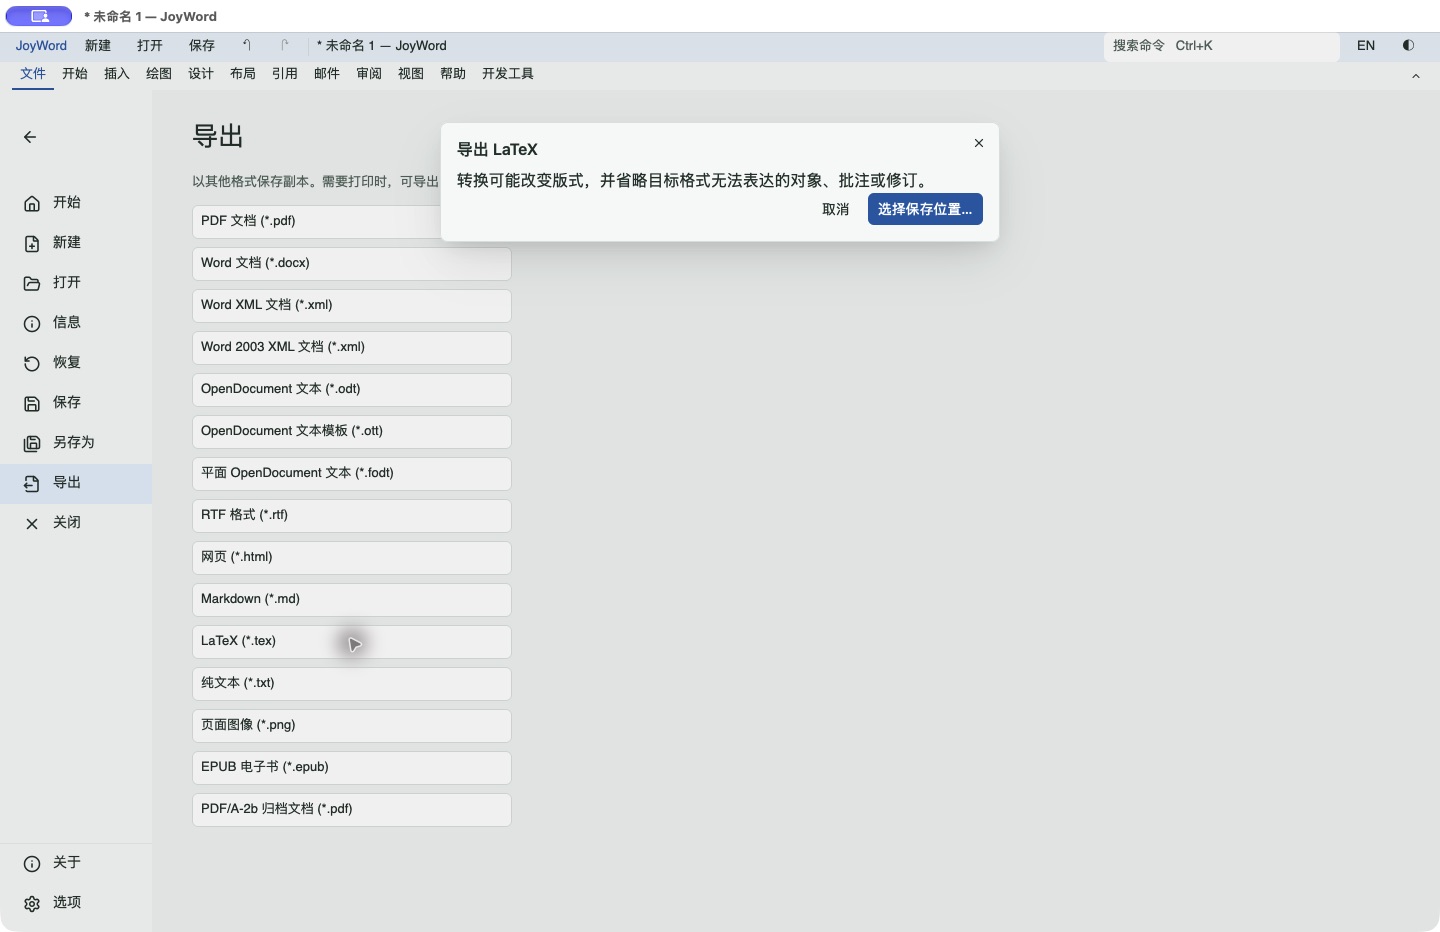 * 未命名 1 — JoyWord
JoyWord 新建 打开 保存 * 未命名 1 — JoyWord 搜索命令 Ctrl+K EN
文件 开始 插入 绘图 设计 布局 引用 邮件 审阅 视图 帮助 开发工具
开始
新建
打开
信息
恢复
保存
另存为
导出
关闭
关于
选项
导出
以其他格式保存副本。需要打印时，可导出
PDF 文档 (*.pdf)
Word 文档 (*.docx)
Word XML 文档 (*.xml)
Word 2003 XML 文档 (*.xml)
OpenDocument 文本 (*.odt)
OpenDocument 文本模板 (*.ott)
平面 OpenDocument 文本 (*.fodt)
RTF 格式 (*.rtf)
网页 (*.html)
Markdown (*.md)
LaTeX (*.tex)
纯文本 (*.txt)
页面图像 (*.png)
EPUB 电子书 (*.epub)
PDF/A-2b 归档文档 (*.pdf)
导出 LaTeX
转换可能改变版式，并省略目标格式无法表达的对象、批注或修订。
取消 选择保存位置...